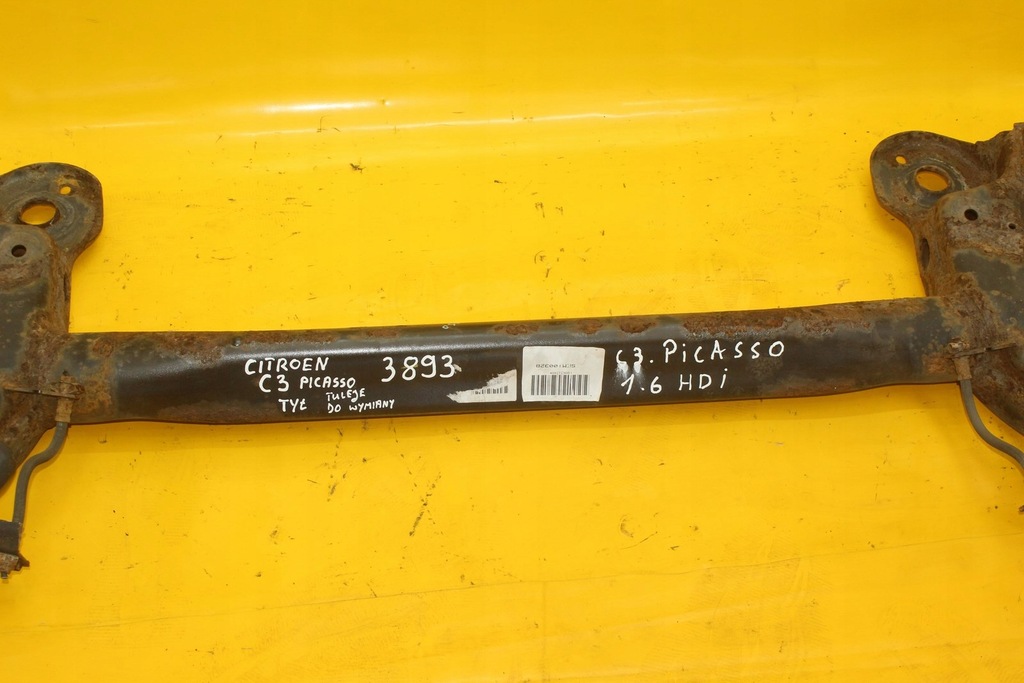 CITROEN
C3 PICASSO
TYŁ TULEJE
DO WYMIANY
3893
C3. PiCASSO
1.6 HDi